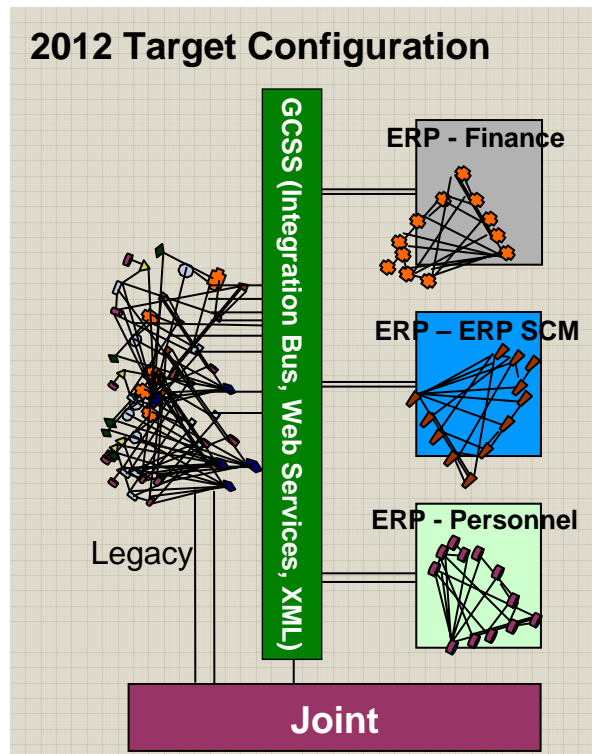 2012 Target Configuration
GCSS (Integration Bus, Web Services, XML)
ERP - Finance
ERP – ERP SCM
ERP - Personnel
Legacy
Joint